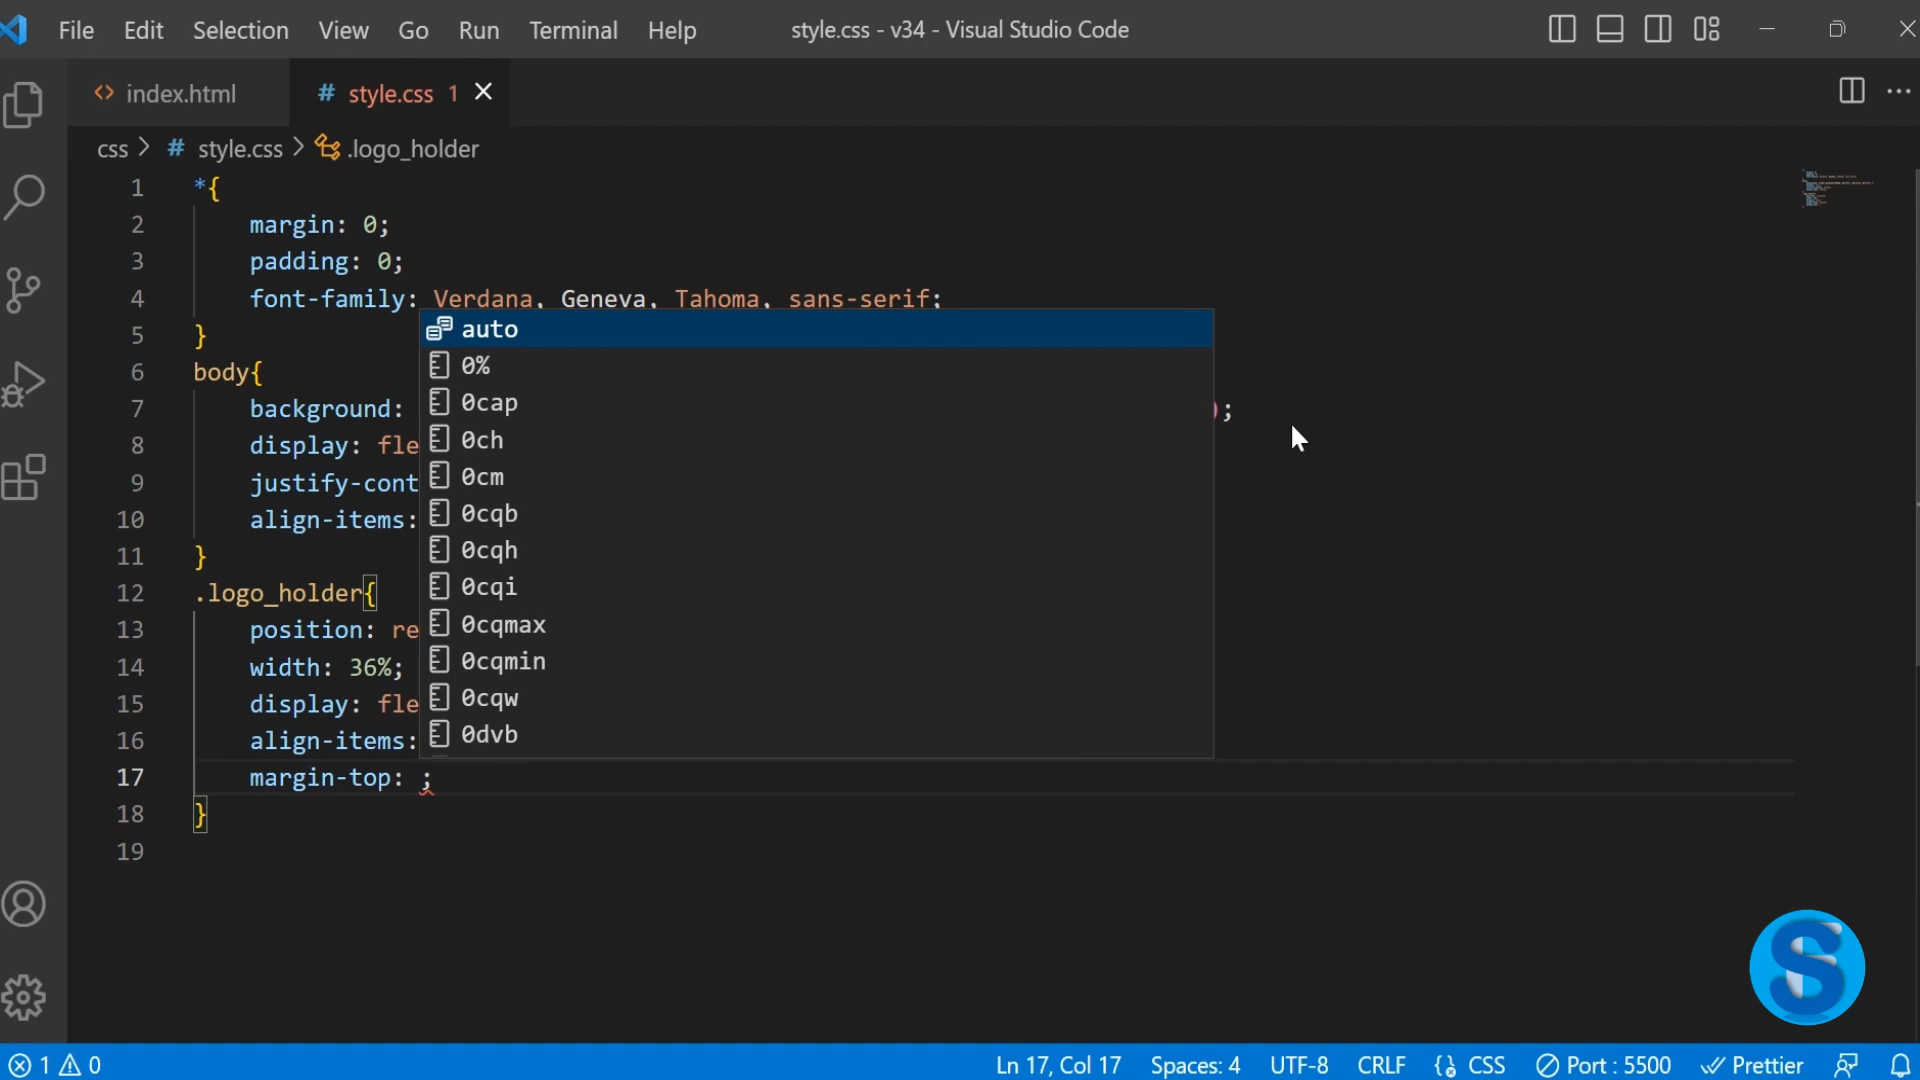 File Edit Selection View Go Run Terminal Help style.css - v34 - Visual Studio Code
index.html # style.css 1
css > # style.css > .logo_holder
1 *{
2 margin: 0;
3 padding: 0;
4 font-family: Verdana, Geneva, Tahoma, sans-serif;
5 }
6 body{
7 background: );
8 display: fle
9 justify-cont
10 align-items:
11 }
12 .logo_holder{
13 position: re
14 width: 36%;
15 display: fle
16 align-items:
17 margin-top: ;
18 }
19
auto
0%
0cap
0ch
0cm
0cqb
0cqh
0cqi
0cqmax
0cqmin
0cqw
0dvb
S
1 0 Ln 17, Col 17 Spaces: 4 UTF-8 CRLF CSS Port : 5500 Prettier